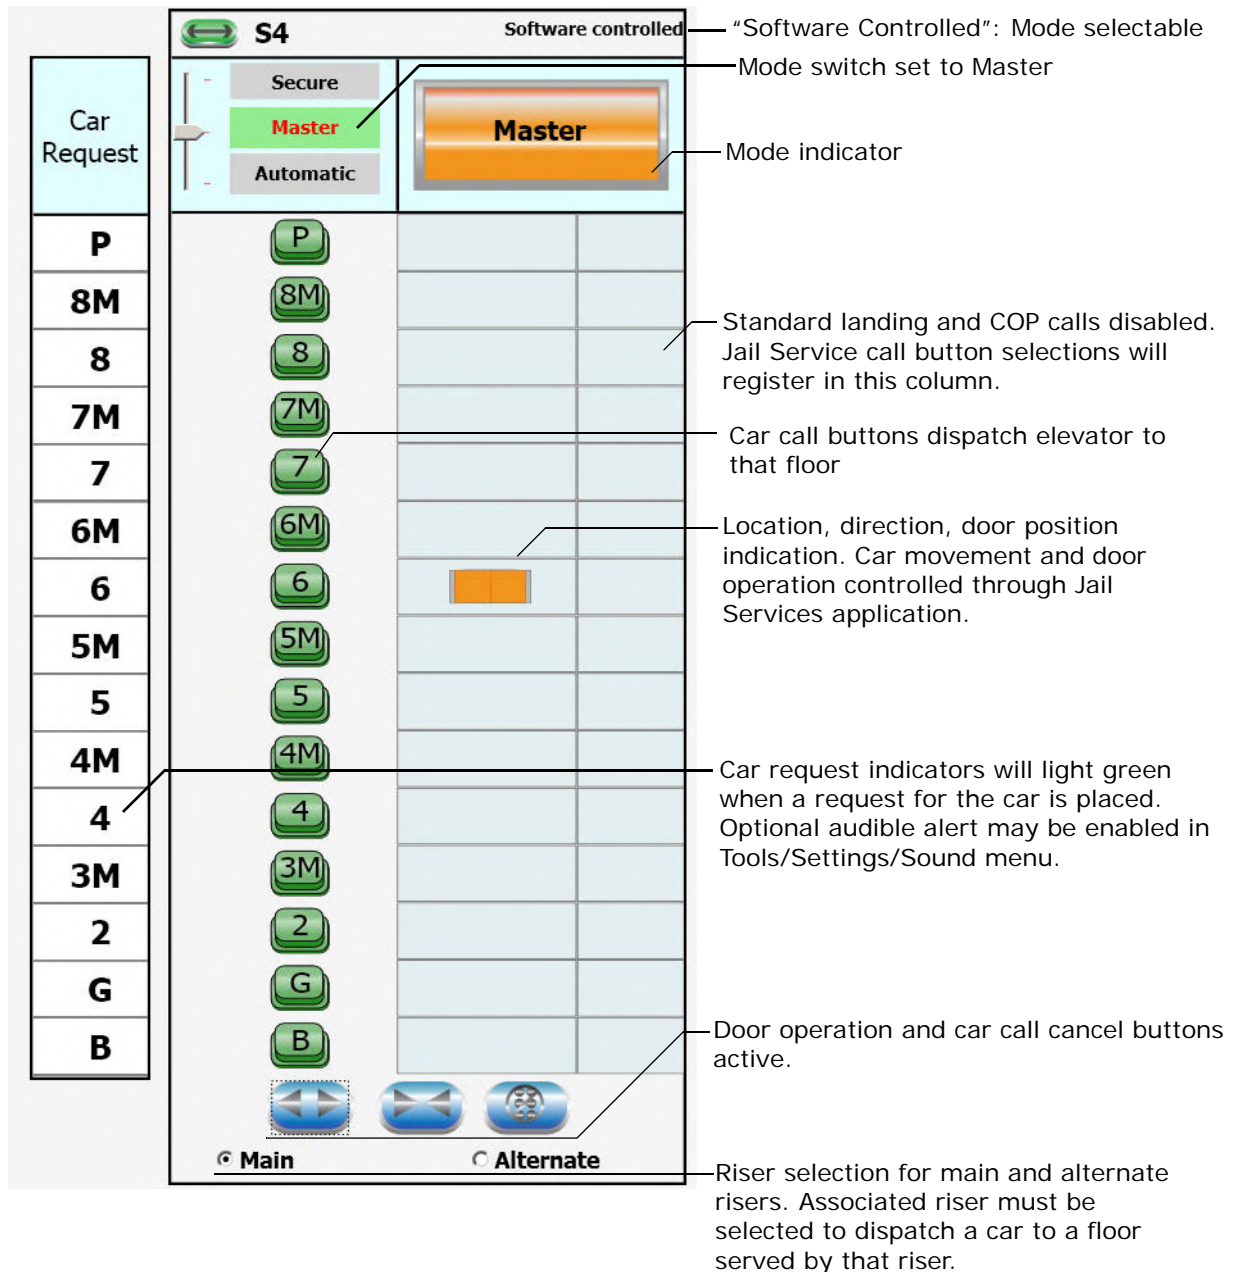 S4 Software controlled
Car
Request
Secure
Master
Automatic
Master
P
8M
8
7M
7
6M
6
5M
5
4M
4
3M
2
G
B
P
8M
8
7M
7
6M
6
5M
5
4M
4
3M
2
G
B
Main Alternate
“Software Controlled”: Mode selectable
Mode switch set to Master
Mode indicator
Standard landing and COP calls disabled.
Jail Service call button selections will
register in this column.
Car call buttons dispatch elevator to
that floor
Location, direction, door position
indication. Car movement and door
operation controlled through Jail
Services application.
Car request indicators will light green
when a request for the car is placed.
Optional audible alert may be enabled in
Tools/Settings/Sound menu.
Door operation and car call cancel buttons
active.
Riser selection for main and alternate
risers. Associated riser must be
selected to dispatch a car to a floor
served by that riser.